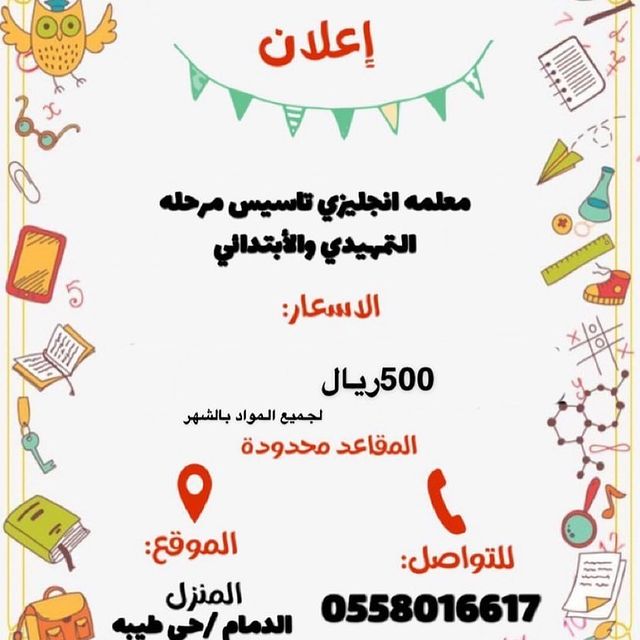 إعلان
معلمه انجليزي تاسيس مرحله
التمهيدي والأبتدائي
الاسعار:
500ريال
لجميع المواد بالشهر
المقاعد محدودة
الموقع:
للتواصل:
المنزل
الدمام /حي طيبه
0558016617